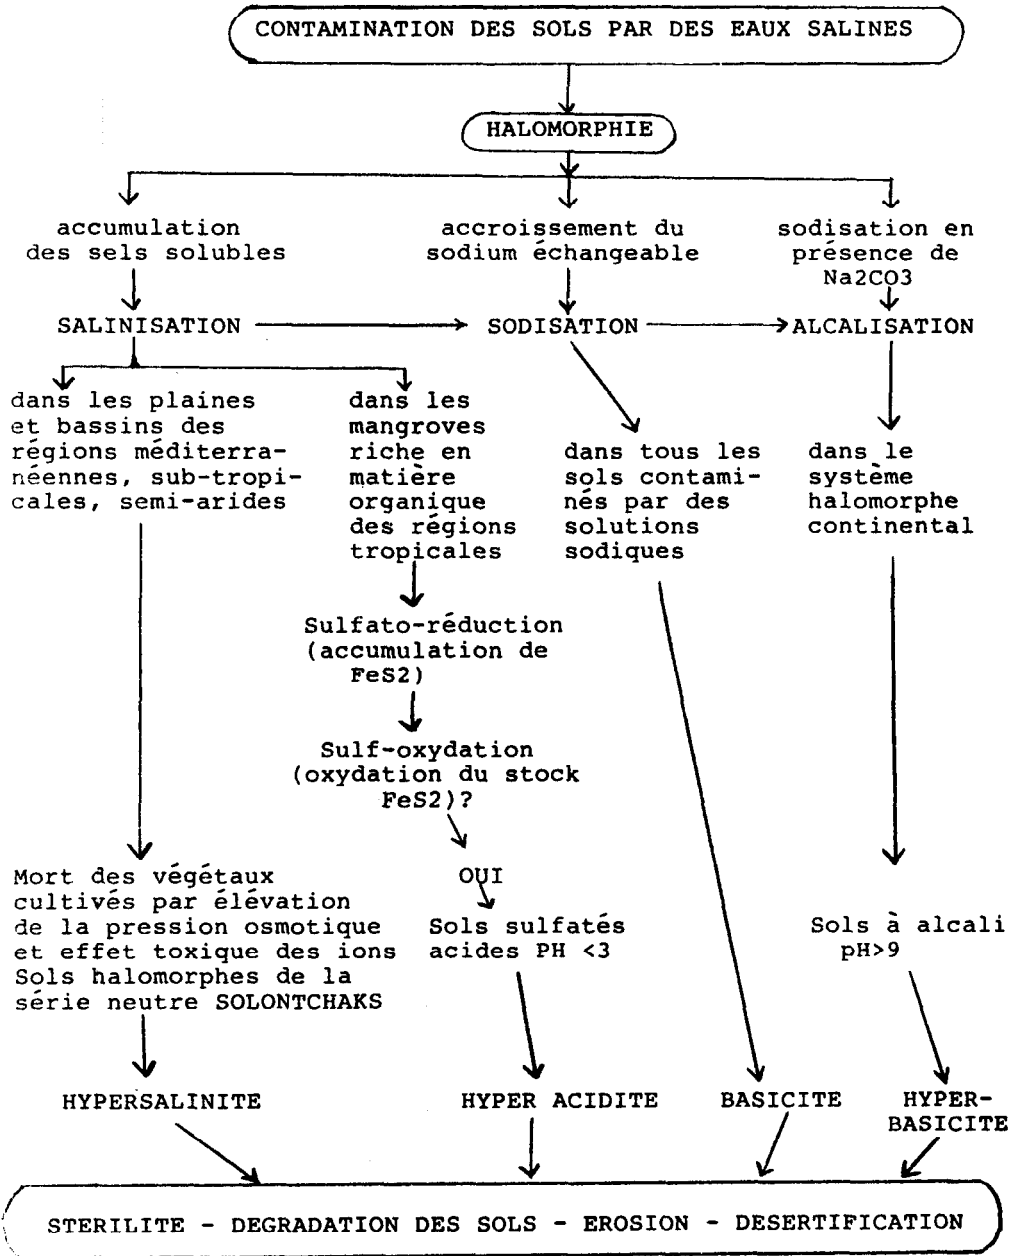 CONTAMINATION DES SOLS PAR DES EAUX SALINES
HALOMORPHIE
accumulation
des sels solubles
accroissement du
sodium échangeable
sodisation en
présence de
Na2CO3
SALINISATION
SODISATION
ALCALISATION
dans les plaines
et bassins des
régions méditerra-
néennes, sub-tropi-
cales, semi-arides
dans les
mangroves
riche en
matière
organique
des régions
tropicales
dans tous les
sols contami-
nés par des
solutions
sodiques
dans le
système
halomorphe
continental
Sulfato-réduction
(accumulation de
FeS2)
Sulf-oxydation
(oxydation du stock
FeS2)?
OUI
Mort des végétaux
cultivés par élévation
de la pression osmotique
et effet toxique des ions
Sols halomorphes de la
série neutre SOLONTCHAKS
Sols sulfatés
acides PH <3
Sols à alcali
pH>9
HYPERSALINITE
HYPER ACIDITE
BASICITE
HYPER-
BASICITE
STERILITE - DEGRADATION DES SOLS - EROSION - DESERTIFICATION